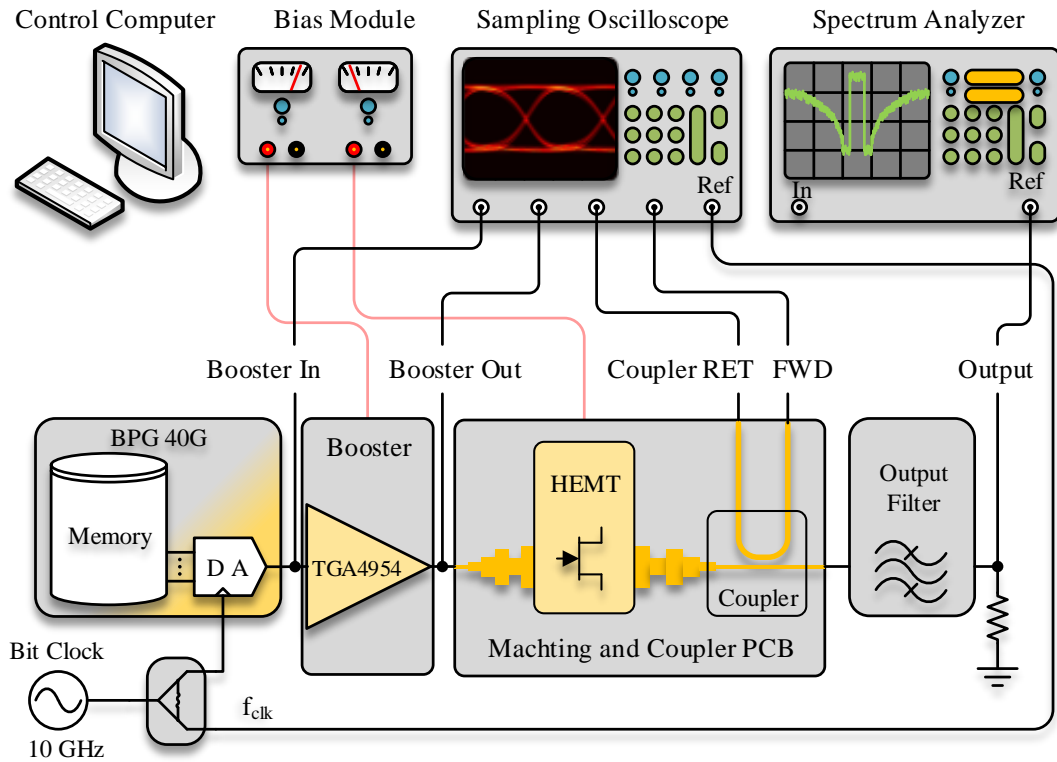 Control Computer
Bias Module
Sampling Oscilloscope
Spectrum Analyzer
Ref
In
Ref
Booster In
Booster Out
Coupler RET
FWD
Output
BPG 40G
Memory
D A
Booster
TGA4954
HEMT
Coupler
Machting and Coupler PCB
Output
Filter
Bit Clock
10 GHz
f_clk